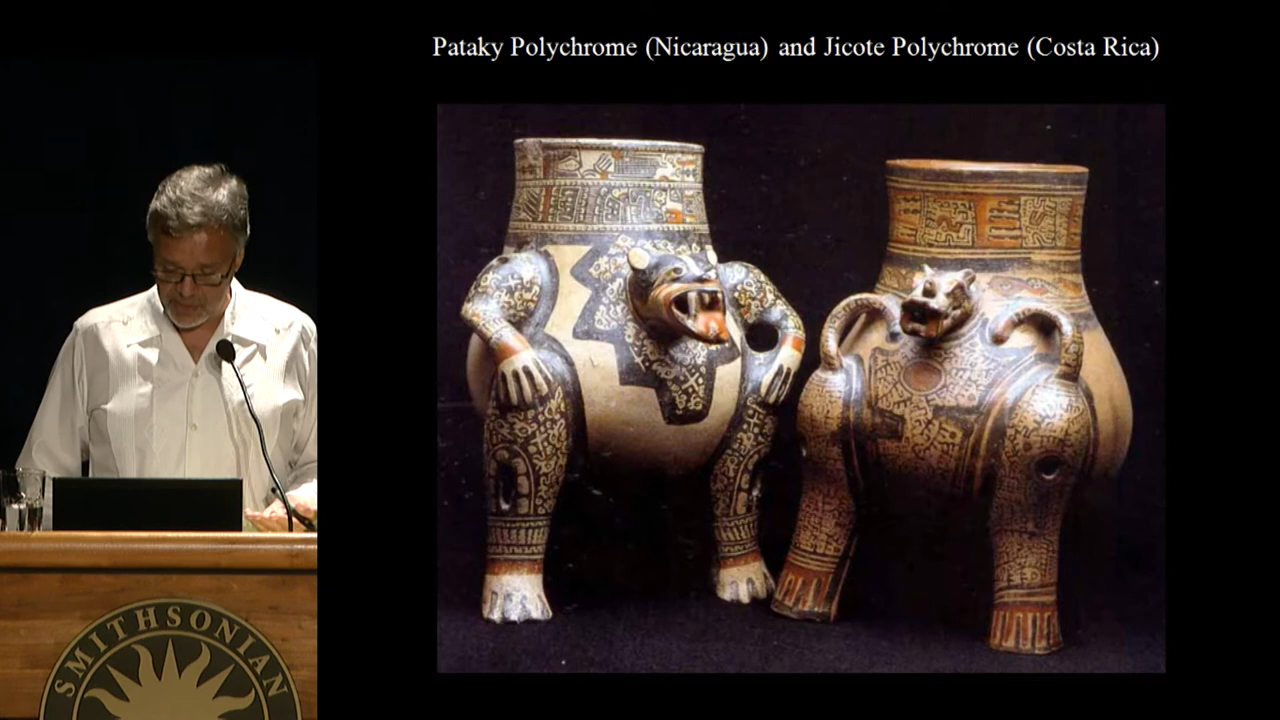 Pataky Polychrome (Nicaragua) and Jicote Polychrome (Costa Rica)
SMITHSONIAN